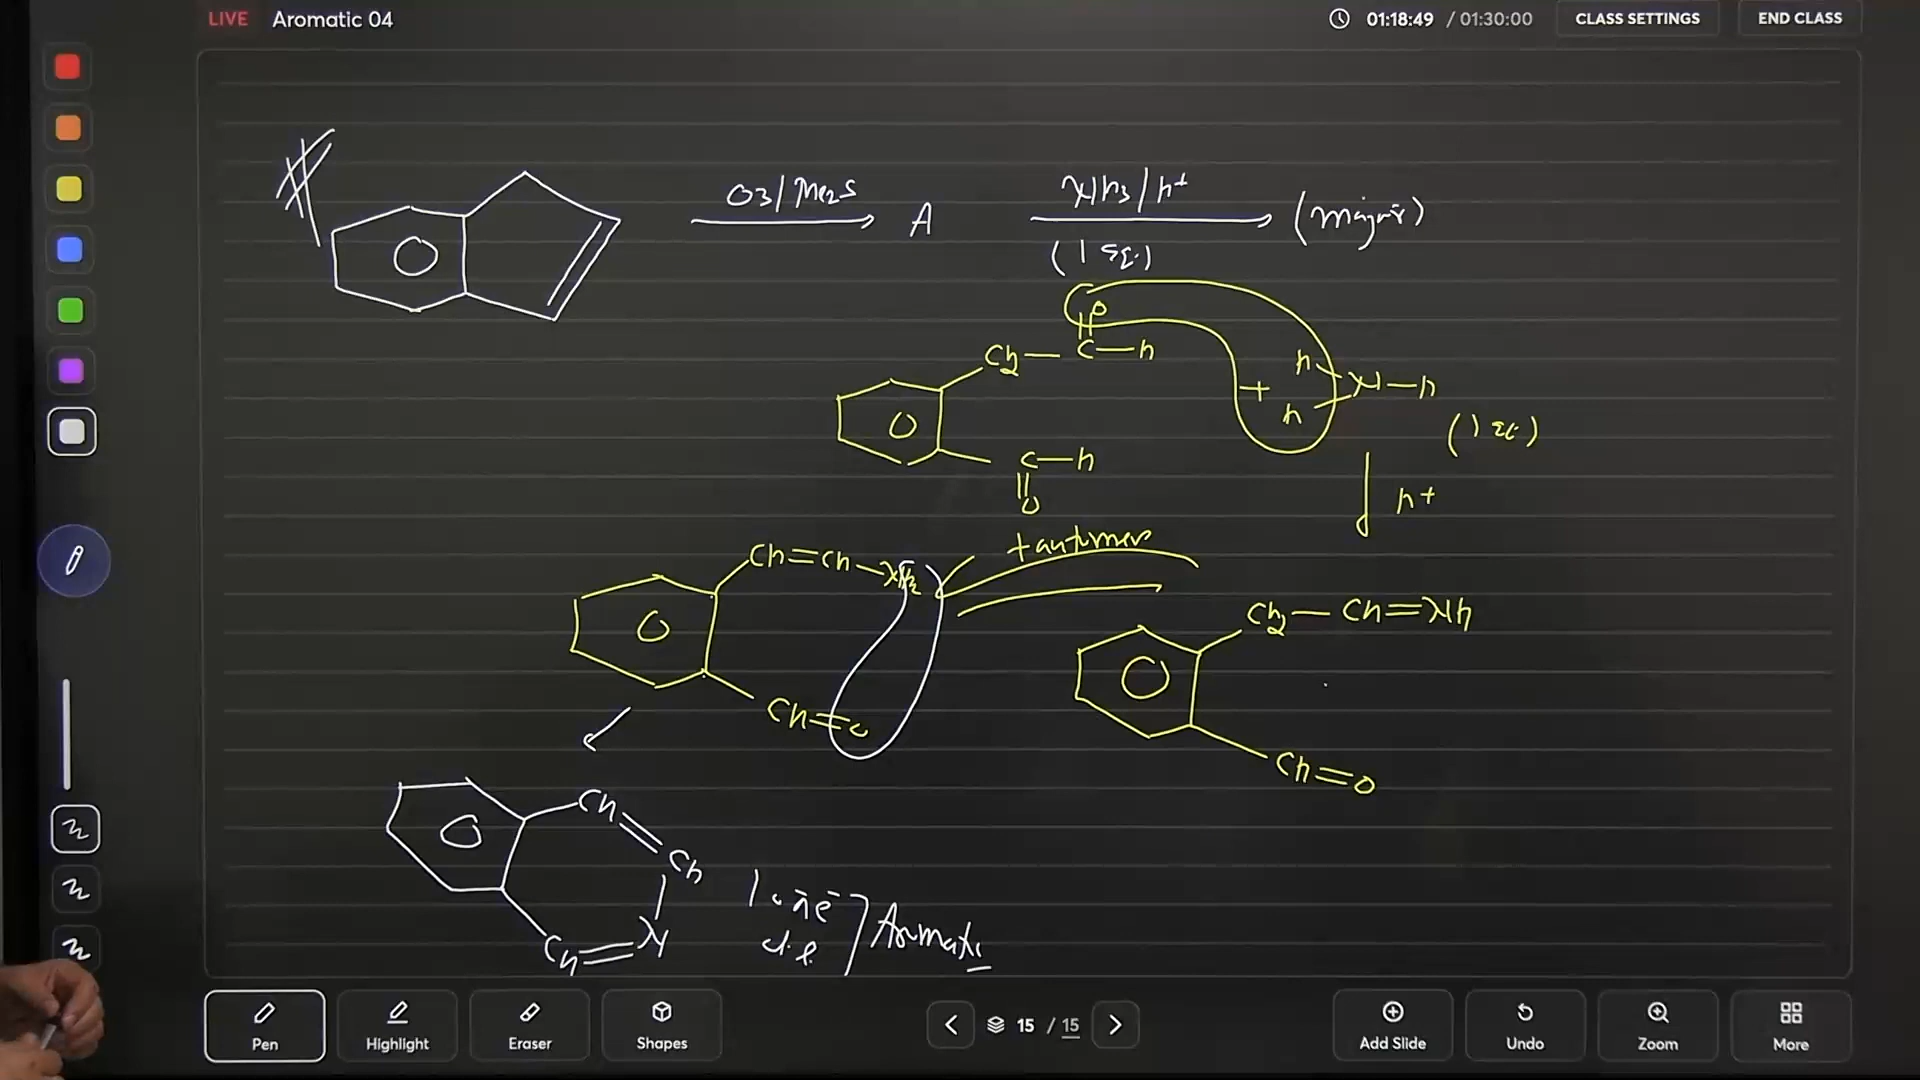 LIVE Aromatic 04 01:18:49 / 01:30:00 CLASS SETTINGS END CLASS
O3/Me2S A NH3/H+ (Major)
(1 Eq.)
O
CH2—C—H + H N—H
H
(1 Eq.)
C—H
O
H+
tautomer
CH=CH—NH2
CH=O
CH2—CH=NH
CH=O
CH
CH
N
CH
10πe-
d.l
Aromatic
Pen Highlight Eraser Shapes 15 / 15 Add Slide Undo Zoom More